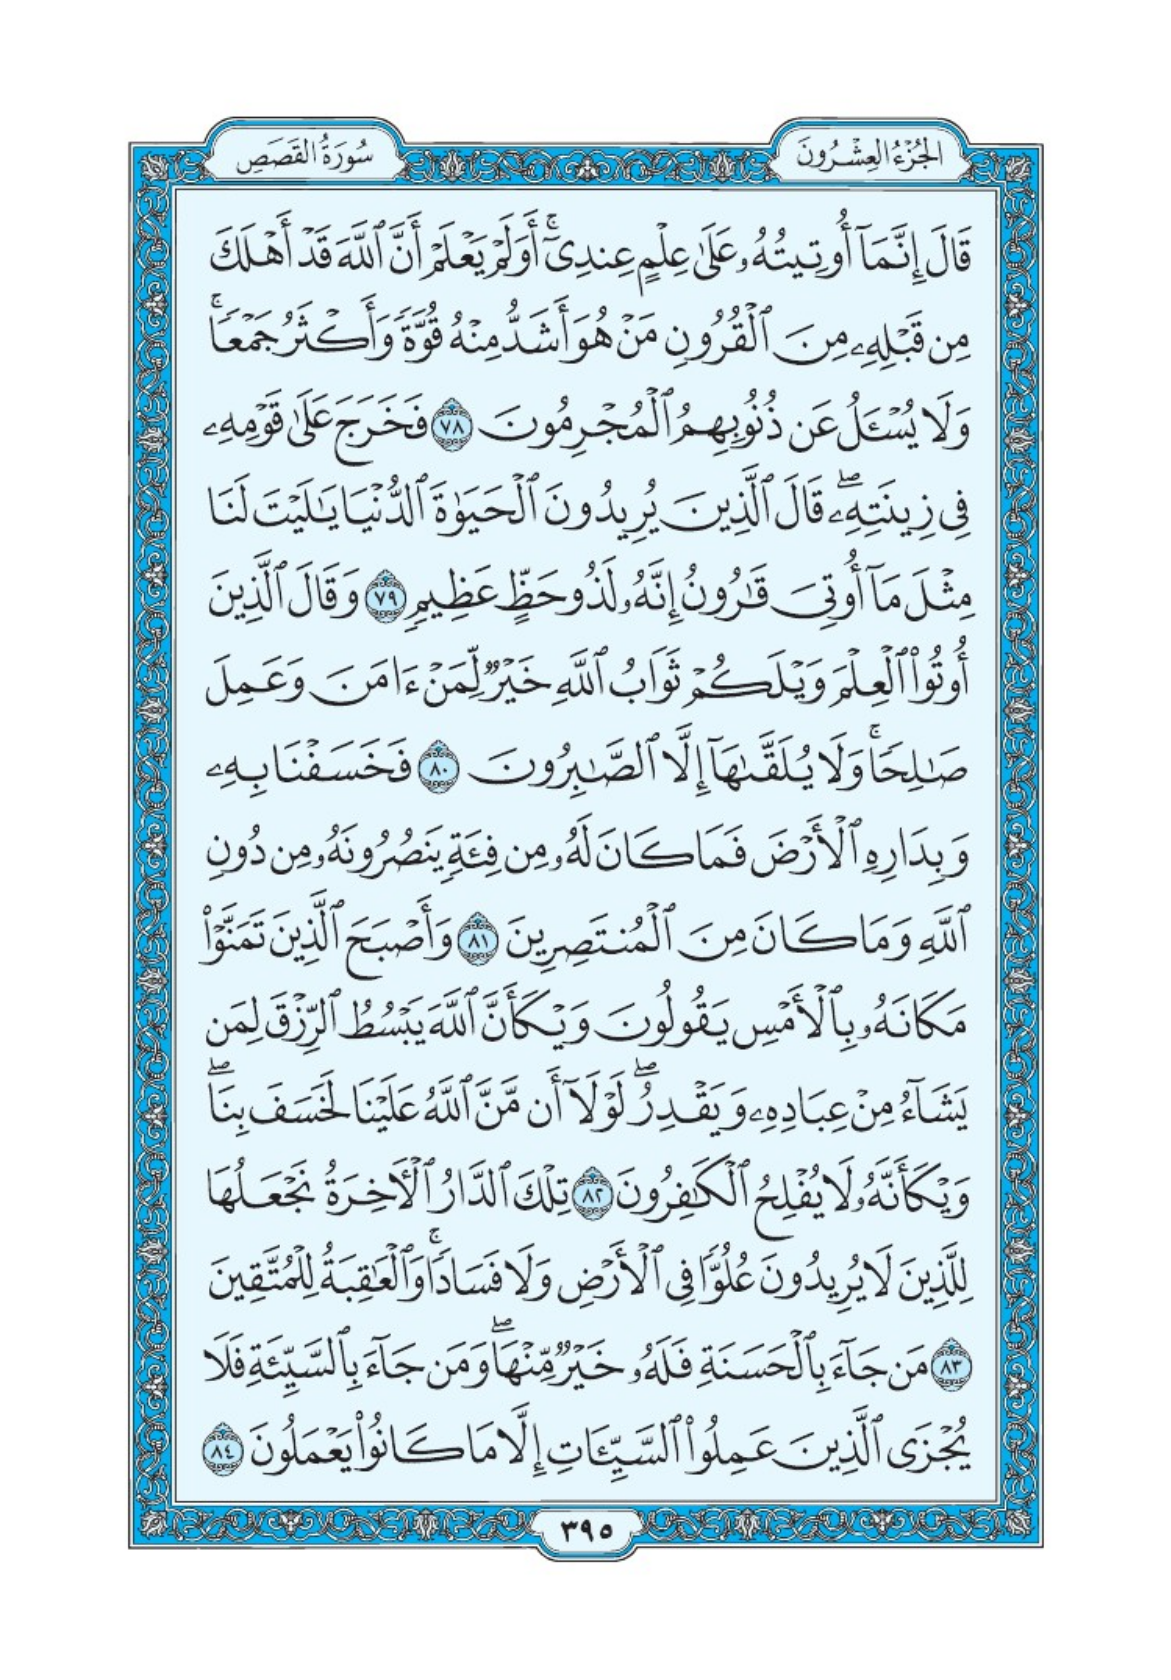 الجُزْءُ العِشْرُونَ
سُورَةُ القَصَصِ
قَالَ إِنَّمَآ أُوتِيتُهُۥ عَلَىٰ عِلْمٍ عِندِىٓۚ أَوَلَمْ يَعْلَمْ أَنَّ ٱللَّهَ قَدْ أَهْلَكَ
مِن قَبْلِهِۦ مِنَ ٱلْقُرُونِ مَنْ هُوَ أَشَدُّ مِنْهُ قُوَّةً وَأَكْثَرُ جَمْعًاۚ
وَلَا يُسْـَٔلُ عَن ذُنُوبِهِمُ ٱلْمُجْرِمُونَ ٧٨ فَخَرَجَ عَلَىٰ قَوْمِهِۦ
فِى زِينَتِهِۦۖ قَالَ ٱلَّذِينَ يُرِيدُونَ ٱلْحَيَوٰةَ ٱلدُّنْيَا يَـٰلَيْتَ لَنَا
مِثْلَ مَآ أُوتِىَ قَـٰرُونُ إِنَّهُۥ لَذُو حَظٍّ عَظِيمٍ ٧٩ وَقَالَ ٱلَّذِينَ
أُوتُوا۟ ٱلْعِلْمَ وَيْلَكُمْ ثَوَابُ ٱللَّهِ خَيْرٌ لِّمَنْ ءَامَنَ وَعَمِلَ
صَـٰلِحًاۚ وَلَا يُلَقَّىٰهَآ إِلَّا ٱلصَّـٰبِرُونَ ٨٠ فَخَسَفْنَا بِهِۦ
وَبِدَارِهِ ٱلْأَرْضَ فَمَا كَانَ لَهُۥ مِن فِئَةٍ يَنصُرُونَهُۥ مِن دُونِ
ٱللَّهِ وَمَا كَانَ مِنَ ٱلْمُنتَصِرِينَ ٨١ وَأَصْبَحَ ٱلَّذِينَ تَمَنَّوْا۟
مَكَانَهُۥ بِٱلْأَمْسِ يَقُولُونَ وَيْكَأَنَّ ٱللَّهَ يَبْسُطُ ٱلرِّزْقَ لِمَن
يَشَآءُ مِنْ عِبَادِهِۦ وَيَقْدِرُۖ لَوْلَآ أَن مَّنَّ ٱللَّهُ عَلَيْنَا لَخَسَفَ بِنَاۖ
وَيْكَأَنَّهُۥ لَا يُفْلِحُ ٱلْكَـٰفِرُونَ ٨٢ تِلْكَ ٱلدَّارُ ٱلْـَٔاخِرَةُ نَجْعَلُهَا
لِلَّذِينَ لَا يُرِيدُونَ عُلُوًّا فِى ٱلْأَرْضِ وَلَا فَسَادًاۚ وَٱلْعَـٰقِبَةُ لِلْمُتَّقِينَ
٨٣ مَن جَآءَ بِٱلْحَسَنَةِ فَلَهُۥ خَيْرٌ مِّنْهَاۖ وَمَن جَآءَ بِٱلسَّيِّئَةِ فَلَا
يُجْزَى ٱلَّذِينَ عَمِلُوا۟ ٱلسَّيِّـَٔاتِ إِلَّا مَا كَانُوا۟ يَعْمَلُونَ ٨٤
٣٩٥